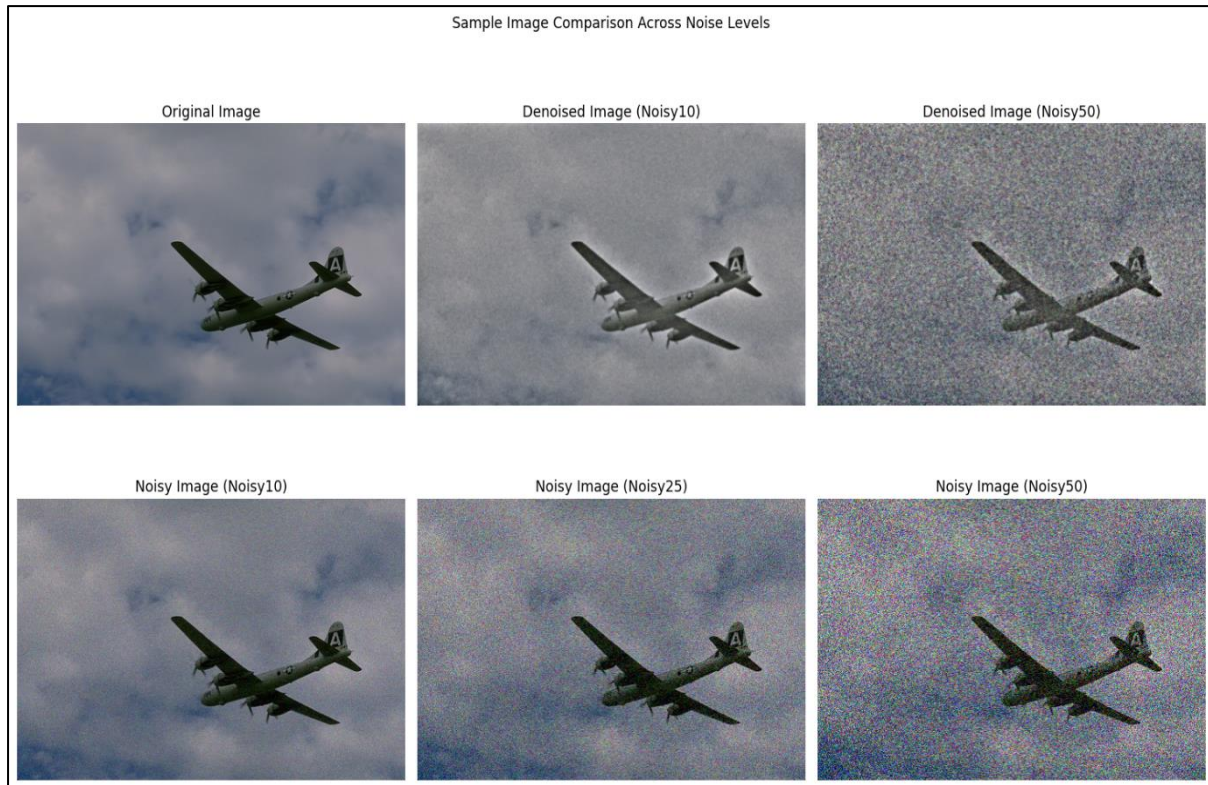 Sample Image Comparison Across Noise Levels
Original Image
Denoised Image (Noisy10)
Denoised Image (Noisy50)
A
A
A
Noisy Image (Noisy10)
Noisy Image (Noisy25)
Noisy Image (Noisy50)
A
A
A